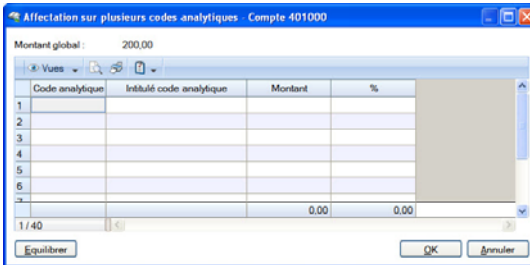 Affectation sur plusieurs codes analytiques - Compte 401000
Montant global : 200,00
Vues
Code analytique Intitulé code analytique Montant %
1
2
3
4
5
6
7
0,00 0,00
1 / 40
Equilibrer OK Annuler